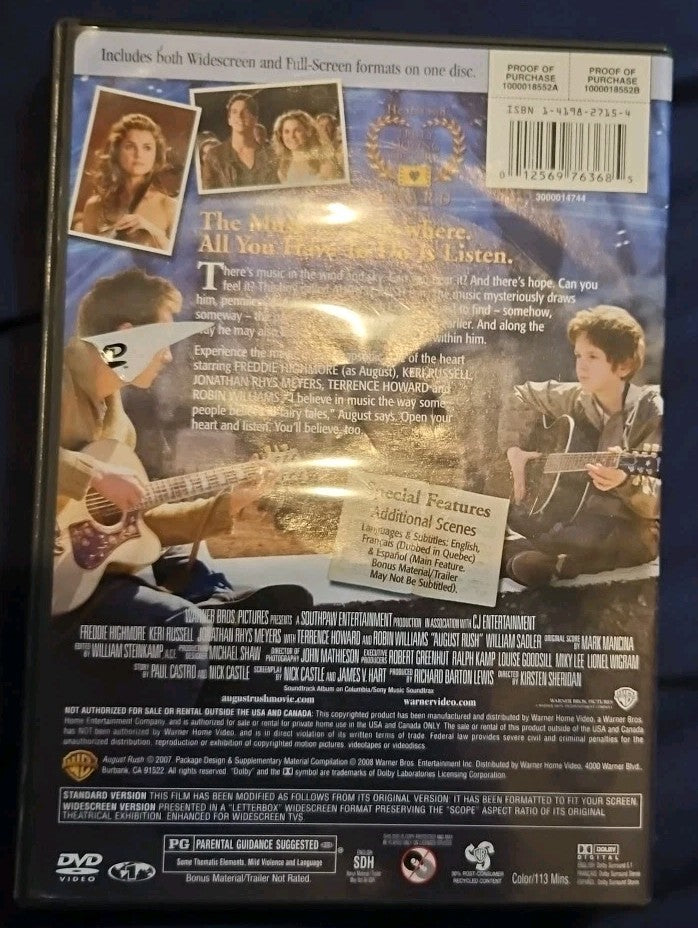 Includes both Widescreen and Full-Screen formats on one disc.
PROOF OF
PURCHASE
1000018552A
PROOF OF
PURCHASE
1000018552B
ISBN 1-4198-2715-4
0 12569 76368 5
3000014744
The
All You Have To Do Is Listen.
There's music in the wind and it? And there's hope. Can you
feel it? the music mysteriously draws
him, penniless to find – somehow,
someway – earlier. And along the
way he may also within him.
Experience the of the heart
starring FREDDIE HIGHMORE (as August), KERI RUSSELL,
JONATHAN RHYS MEYERS, TERRENCE HOWARD and
ROBIN WILLIAMS. "I believe in music the way some
people believe fairy tales," August says. Open your
heart and listen. You'll believe, too.
Special Features
Additional Scenes
Languages & Subtitles: English,
Français (Dubbed in Quebec)
& Español (Main Feature.
Bonus Material/Trailer
May Not Be Subtitled).
WARNER BROS. PICTURES PRESENTS A SOUTHPAW ENTERTAINMENT PRODUCTION IN ASSOCIATION WITH CJ ENTERTAINMENT
FREDDIE HIGHMORE KERI RUSSELL JONATHAN RHYS MEYERS WITH TERRENCE HOWARD AND ROBIN WILLIAMS "AUGUST RUSH" WILLIAM SADLER ORIGINAL SCORE BY MARK MANCINA
EDITED BY WILLIAM STEINKAMP A.C.E. PRODUCTION DESIGNER MICHAEL SHAW DIRECTOR OF PHOTOGRAPHY JOHN MATHIESON EXECUTIVE PRODUCERS ROBERT GREENHUT RALPH KAMP LOUISE GOODSILL MIKY LEE LIONEL WIGRAM
STORY BY PAUL CASTRO AND NICK CASTLE SCREENPLAY BY NICK CASTLE AND JAMES V. HART PRODUCED BY RICHARD BARTON LEWIS DIRECTED BY KIRSTEN SHERIDAN
Soundtrack Album on Columbia/Sony Music Soundtrax
augustrushmovie.com warnervideo.com
WARNER BROS. PICTURES
NOT AUTHORIZED FOR SALE OR RENTAL OUTSIDE THE USA AND CANADA: This copyrighted product has been manufactured and distributed by Warner Home Video, a Warner Bros.
Home Entertainment Company, and is authorized for sale or rental for private home use in the USA and Canada ONLY. The sale or rental of this product outside of the USA and Canada
has NOT been authorized by Warner Home Video, and is in direct violation of its written terms of trade. Federal law provides severe civil and criminal penalties for the
unauthorized distribution, reproduction or exhibition of copyrighted motion pictures, videotapes or videodiscs.
August Rush © 2007. Package Design & Supplementary Material Compilation © 2008 Warner Bros. Entertainment Inc. Distributed by Warner Home Video, 4000 Warner Blvd.,
Burbank, CA 91522. All rights reserved. "Dolby" and the symbol are trademarks of Dolby Laboratories Licensing Corporation.
STANDARD VERSION THIS FILM HAS BEEN MODIFIED AS FOLLOWS FROM ITS ORIGINAL VERSION: IT HAS BEEN FORMATTED TO FIT YOUR SCREEN.
WIDESCREEN VERSION PRESENTED IN A "LETTERBOX" WIDESCREEN FORMAT PRESERVING THE "SCOPE" ASPECT RATIO OF ITS ORIGINAL
THEATRICAL EXHIBITION. ENHANCED FOR WIDESCREEN TVS.
PG PARENTAL GUIDANCE SUGGESTED
Some Thematic Elements, Mild Violence and Language
Bonus Material/Trailer Not Rated.
DVD
VIDEO
1
ENGLISH
SDH
30% POST-CONSUMER
RECYCLED CONTENT
Color/113 Mins.
DOLBY
DIGITAL